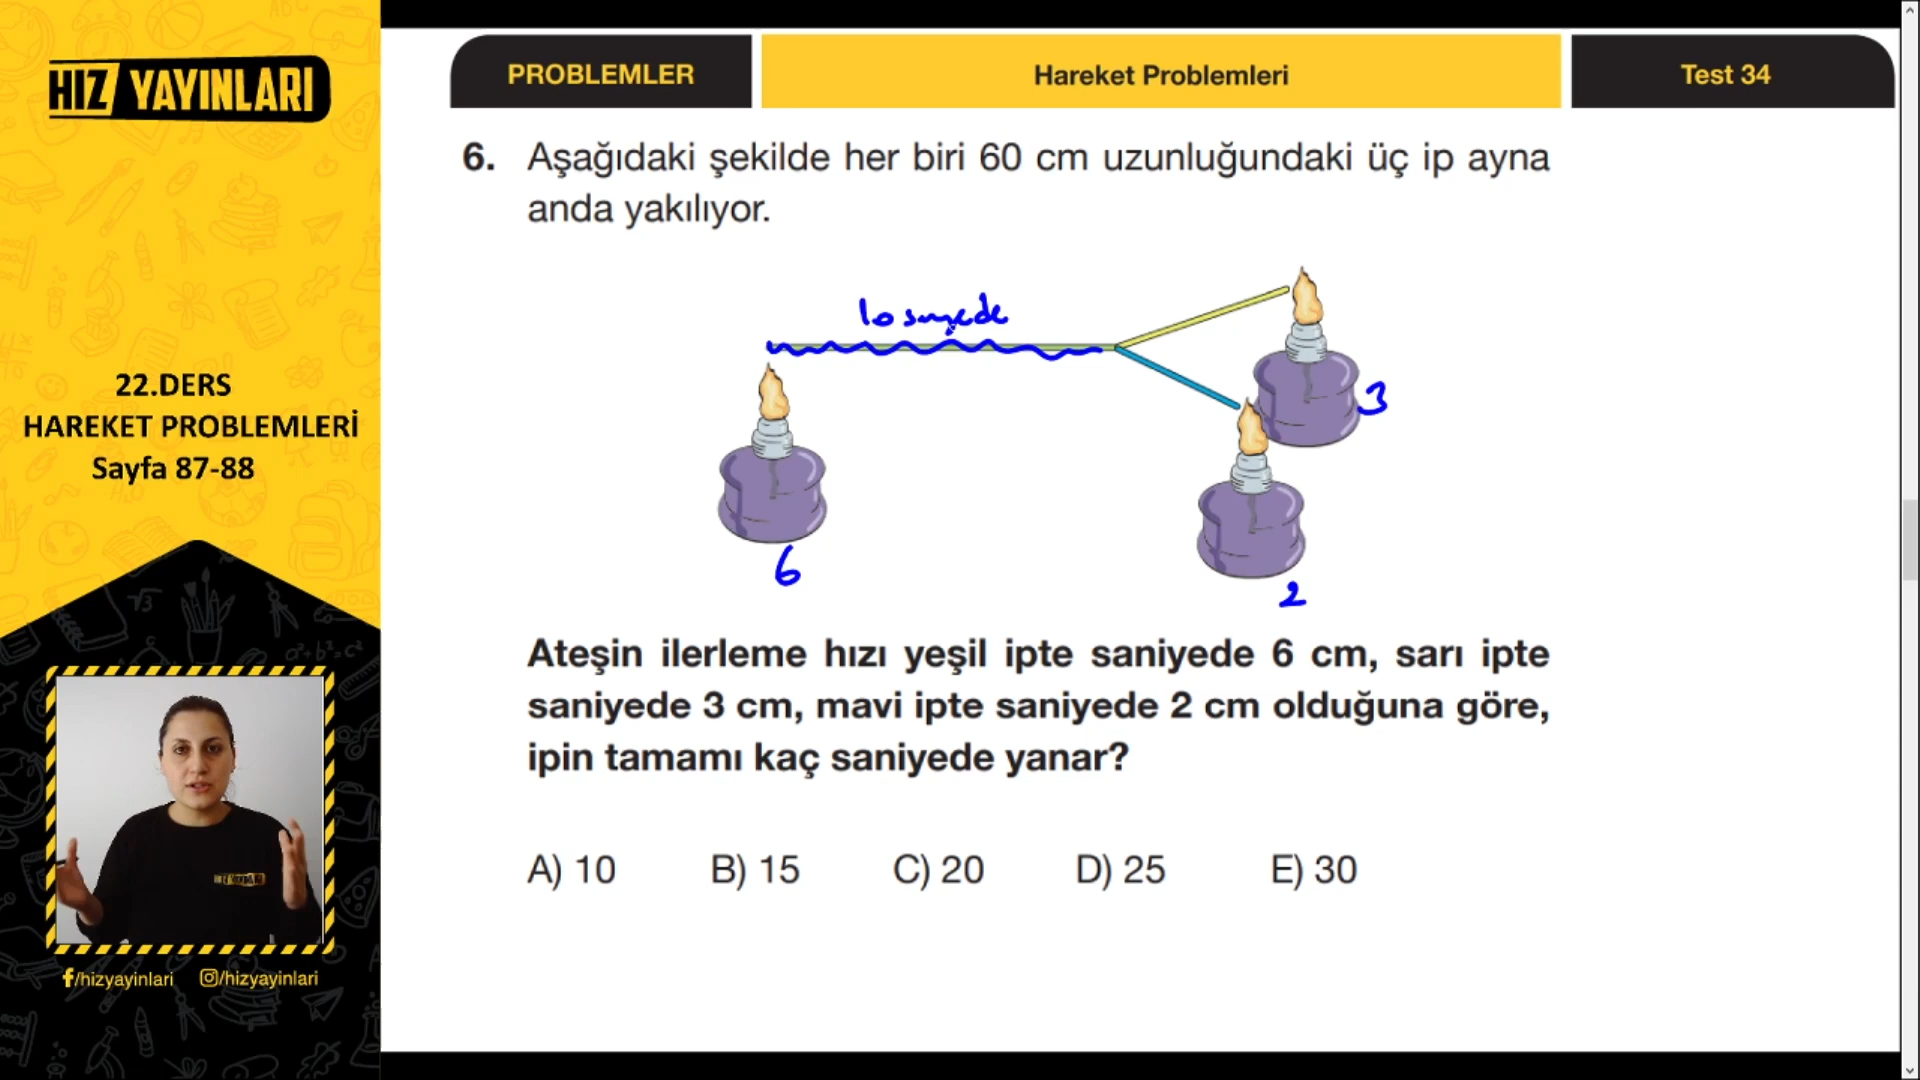 HIZ YAYINLARI
22.DERS
HAREKET PROBLEMLERİ
Sayfa 87-88
/hizyayinlari /hizyayinlari
PROBLEMLER
Hareket Problemleri
Test 34
6. Aşağıdaki şekilde her biri 60 cm uzunluğundaki üç ip ayna
anda yakılıyor.
3
6
2
Ateşin ilerleme hızı yeşil ipte saniyede 6 cm, sarı ipte
saniyede 3 cm, mavi ipte saniyede 2 cm olduğuna göre,
ipin tamamı kaç saniyede yanar?
A) 10 B) 15 C) 20 D) 25 E) 30